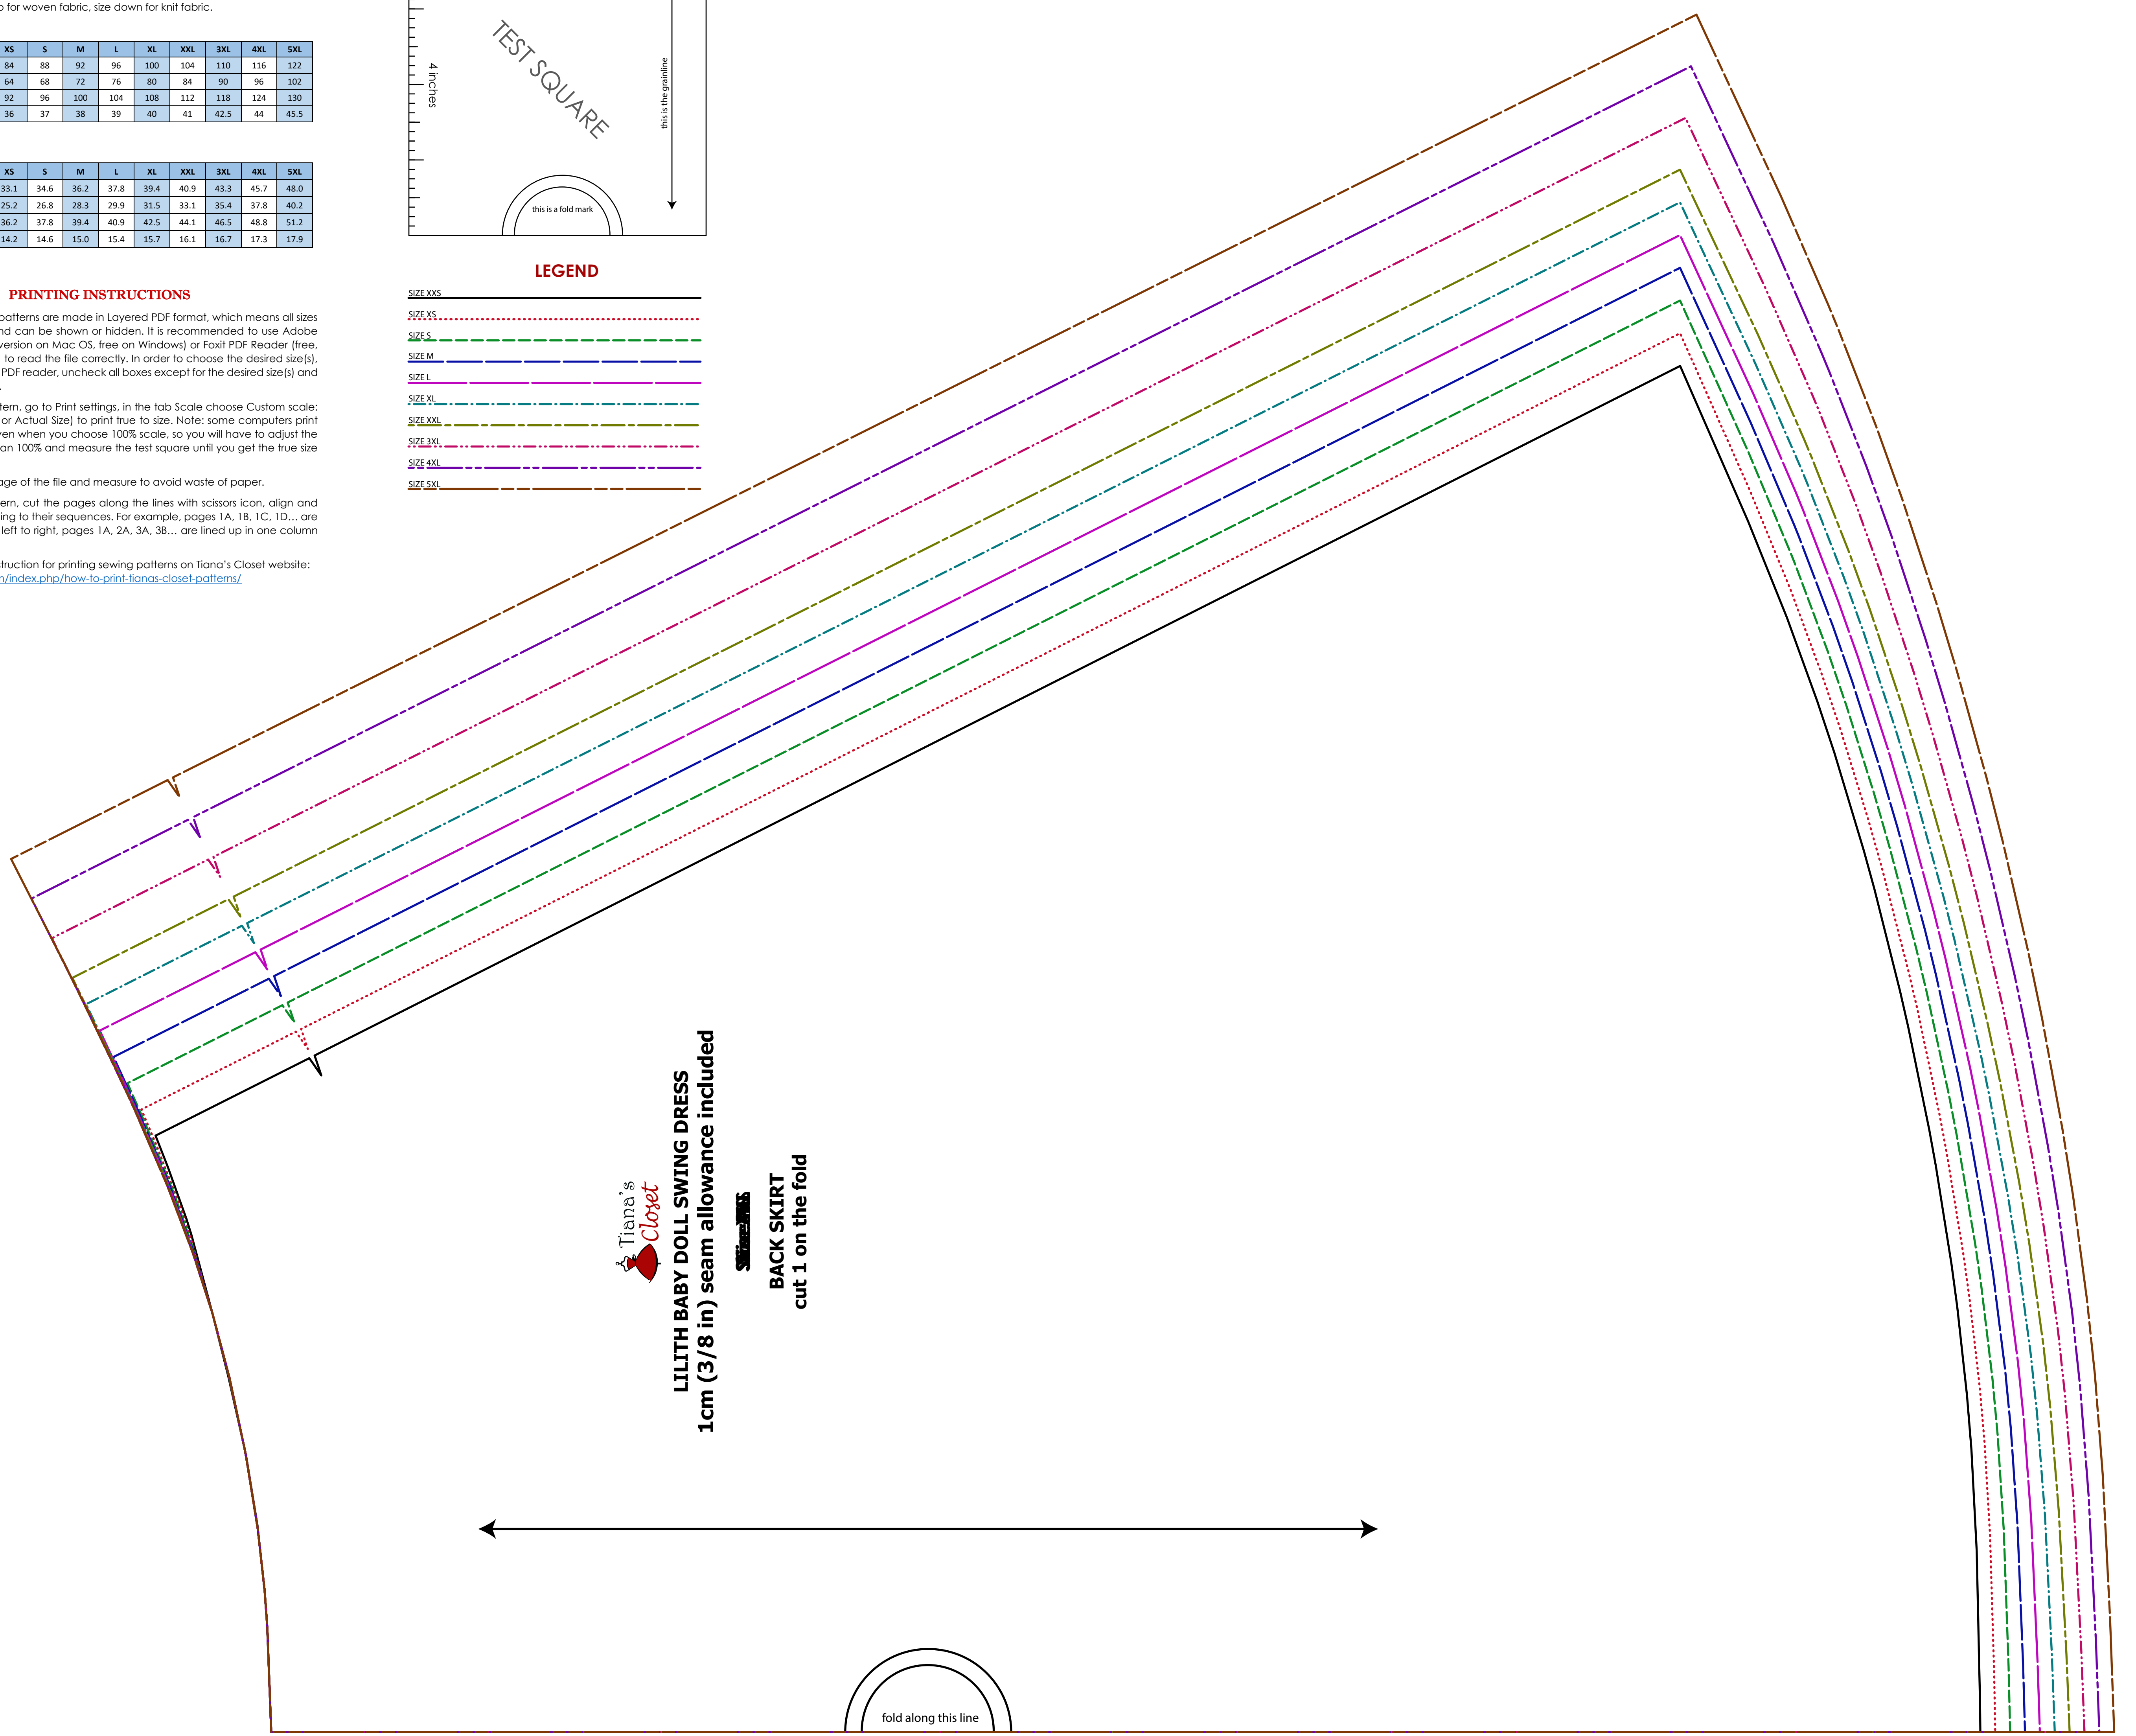 o for woven fabric, size down for knit fabric.
XS S M L XL XXL 3XL 4XL 5XL
84 88 92 96 100 104 110 116 122
64 68 72 76 80 84 90 96 102
92 96 100 104 108 112 118 124 130
36 37 38 39 40 41 42.5 44 45.5
XS S M L XL XXL 3XL 4XL 5XL
33.1 34.6 36.2 37.8 39.4 40.9 43.3 45.7 48.0
25.2 26.8 28.3 29.9 31.5 33.1 35.4 37.8 40.2
36.2 37.8 39.4 40.9 42.5 44.1 46.5 48.8 51.2
14.2 14.6 15.0 15.4 15.7 16.1 16.7 17.3 17.9
PRINTING INSTRUCTIONS
patterns are made in Layered PDF format, which means all sizes
nd can be shown or hidden. It is recommended to use Adobe
version on Mac OS, free on Windows) or Foxit PDF Reader (free,
to read the file correctly. In order to choose the desired size(s),
PDF reader, uncheck all boxes except for the desired size(s) and
.
tern, go to Print settings, in the tab Scale choose Custom scale:
or Actual Size) to print true to size. Note: some computers print
ven when you choose 100% scale, so you will have to adjust the
an 100% and measure the test square until you get the true size
age of the file and measure to avoid waste of paper.
ern, cut the pages along the lines with scissors icon, align and
ing to their sequences. For example, pages 1A, 1B, 1C, 1D... are
left to right, pages 1A, 2A, 3A, 3B... are lined up in one column
struction for printing sewing patterns on Tiana's Closet website:
m/index.php/how-to-print-tianas-closet-patterns/
4 inches
TEST SQUARE
this is the grainline
this is a fold mark
LEGEND
SIZE XXS
SIZE XS
SIZE S
SIZE M
SIZE L
SIZE XL
SIZE XXL
SIZE 3XL
SIZE 4XL
SIZE 5XL
Tiana's
Closet
LILITH BABY DOLL SWING DRESS
1cm (3/8 in) seam allowance included
BACK SKIRT
cut 1 on the fold
fold along this line